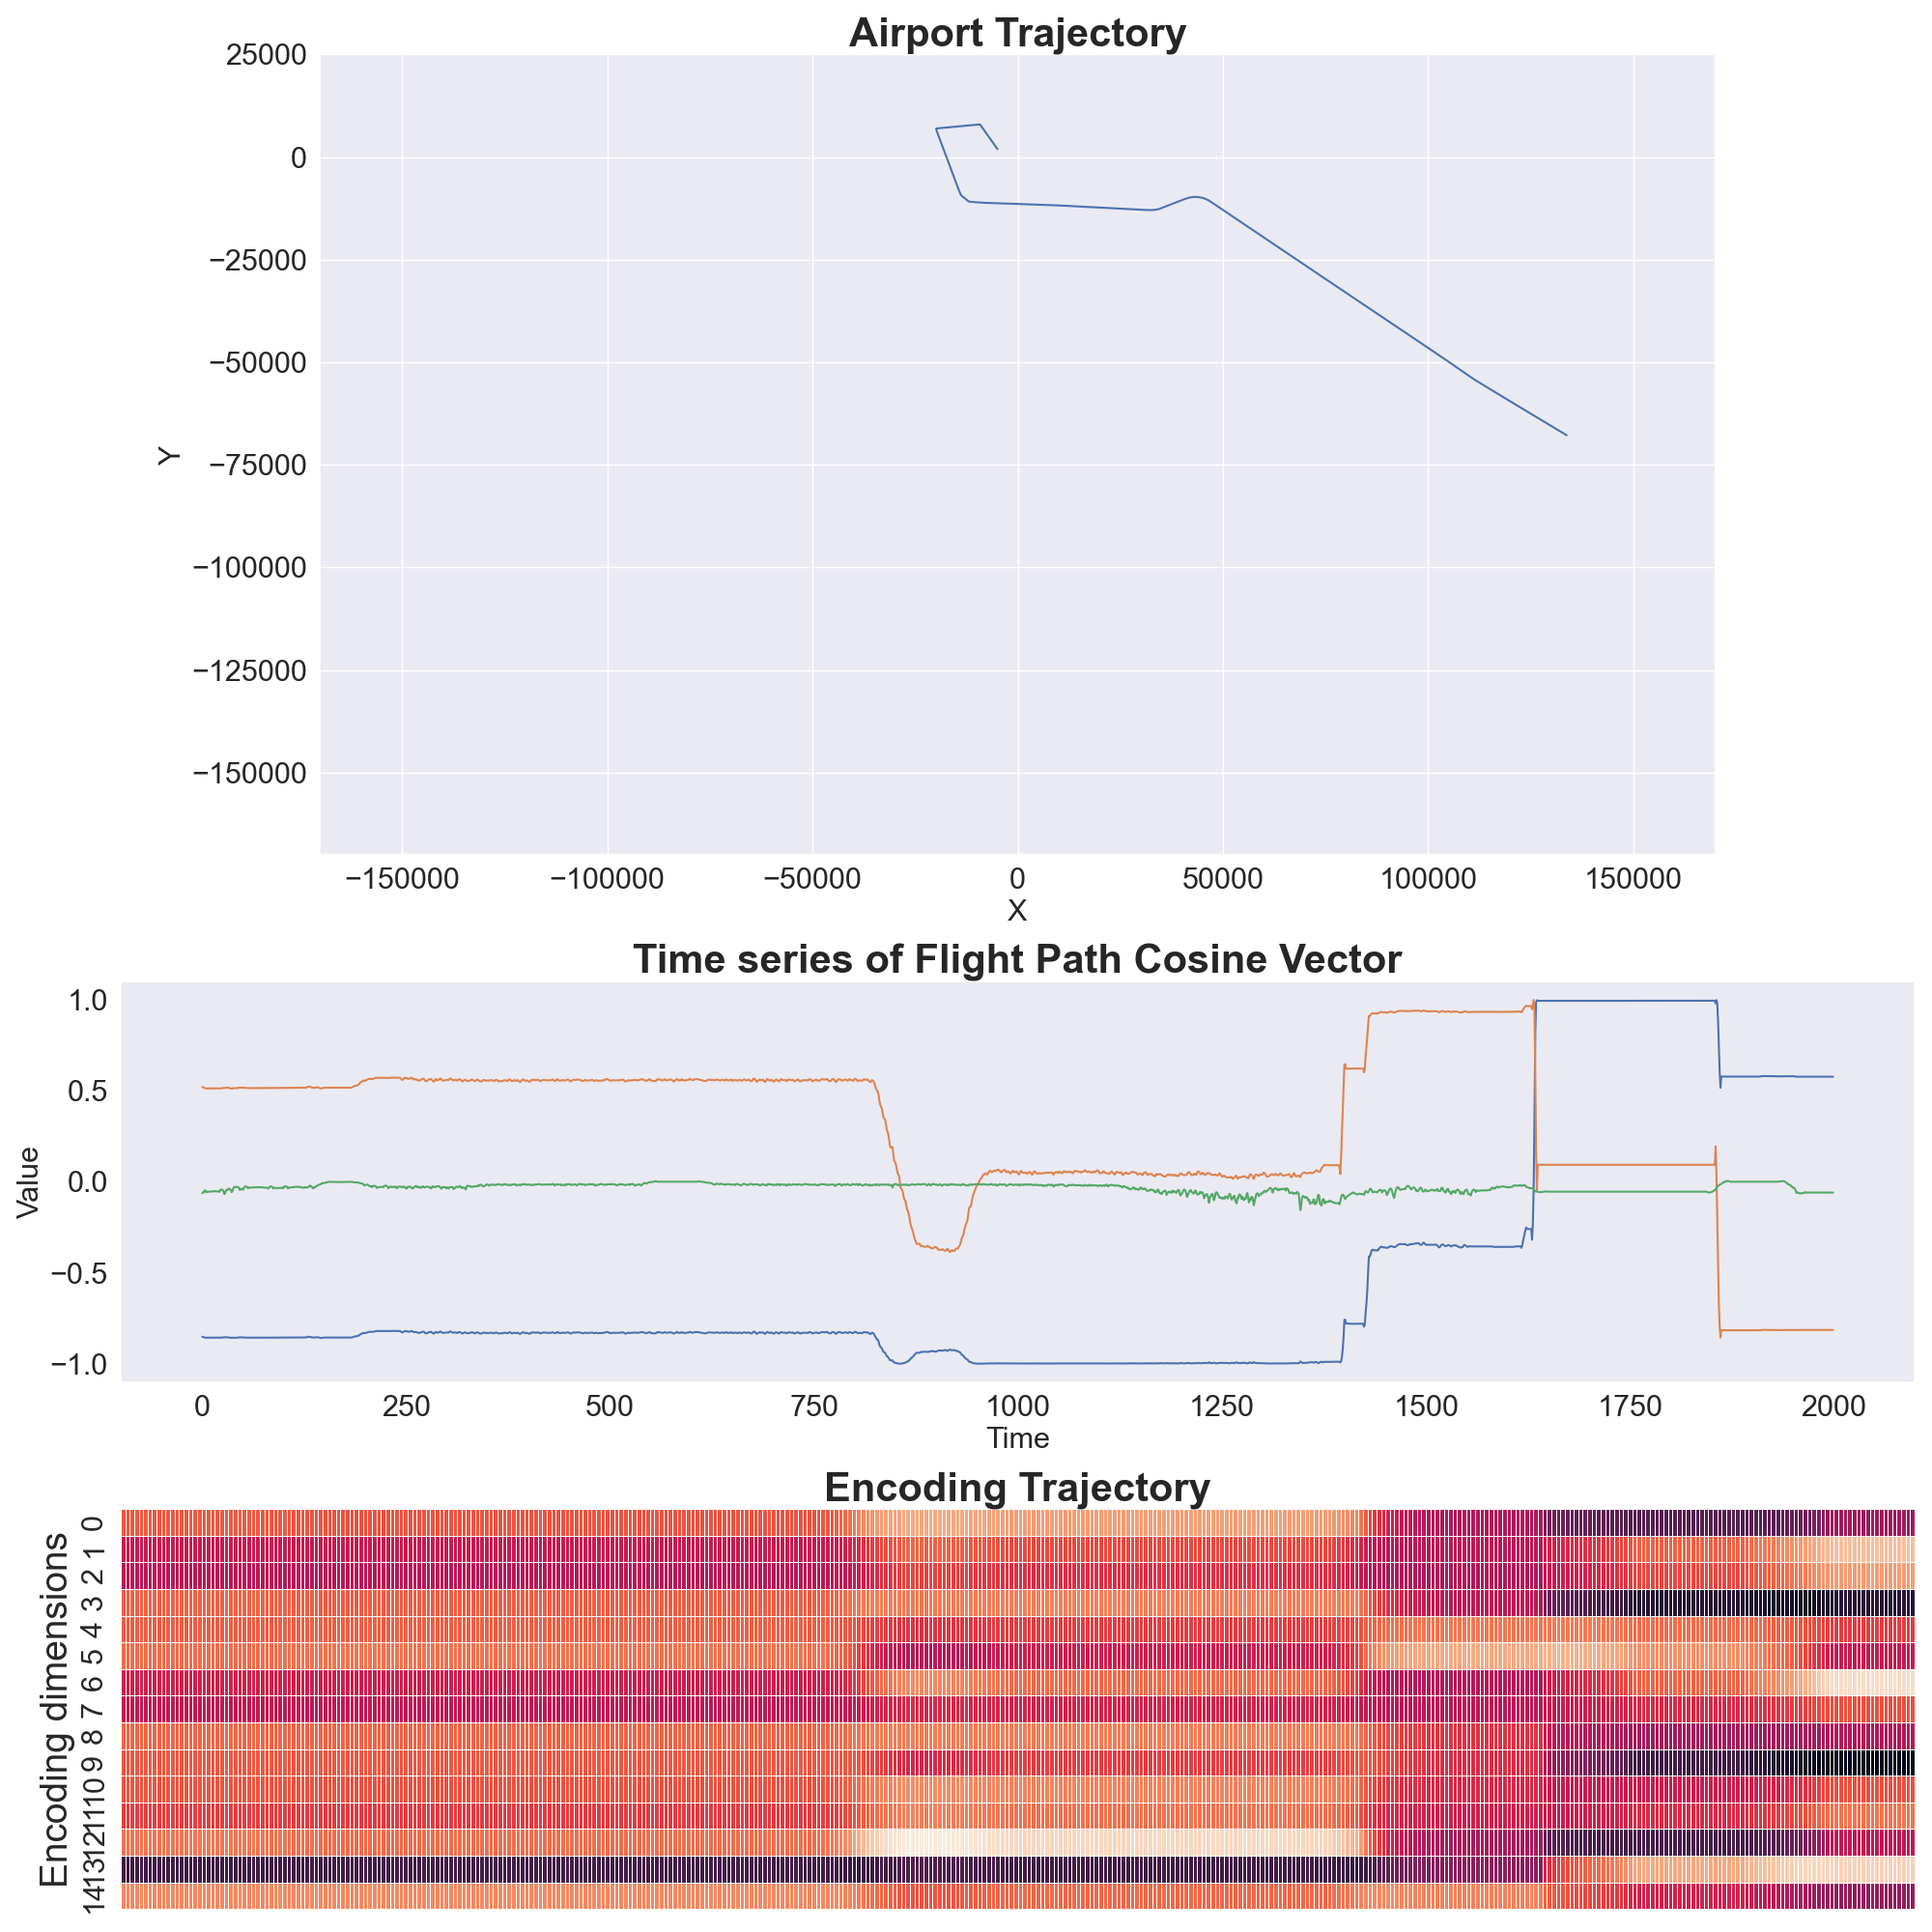 Airport Trajectory
25000
0
−25000
−50000
−75000
−100000
−125000
−150000
Y
−150000 −100000 −50000 0 50000 100000 150000
X
Time series of Flight Path Cosine Vector
1.0
0.5
0.0
−0.5
−1.0
Value
0 250 500 750 1000 1250 1500 1750 2000
Time
Encoding Trajectory
Encoding dimensions
0
1
2
3
4
5
6
7
8
9
10
11
12
13
14